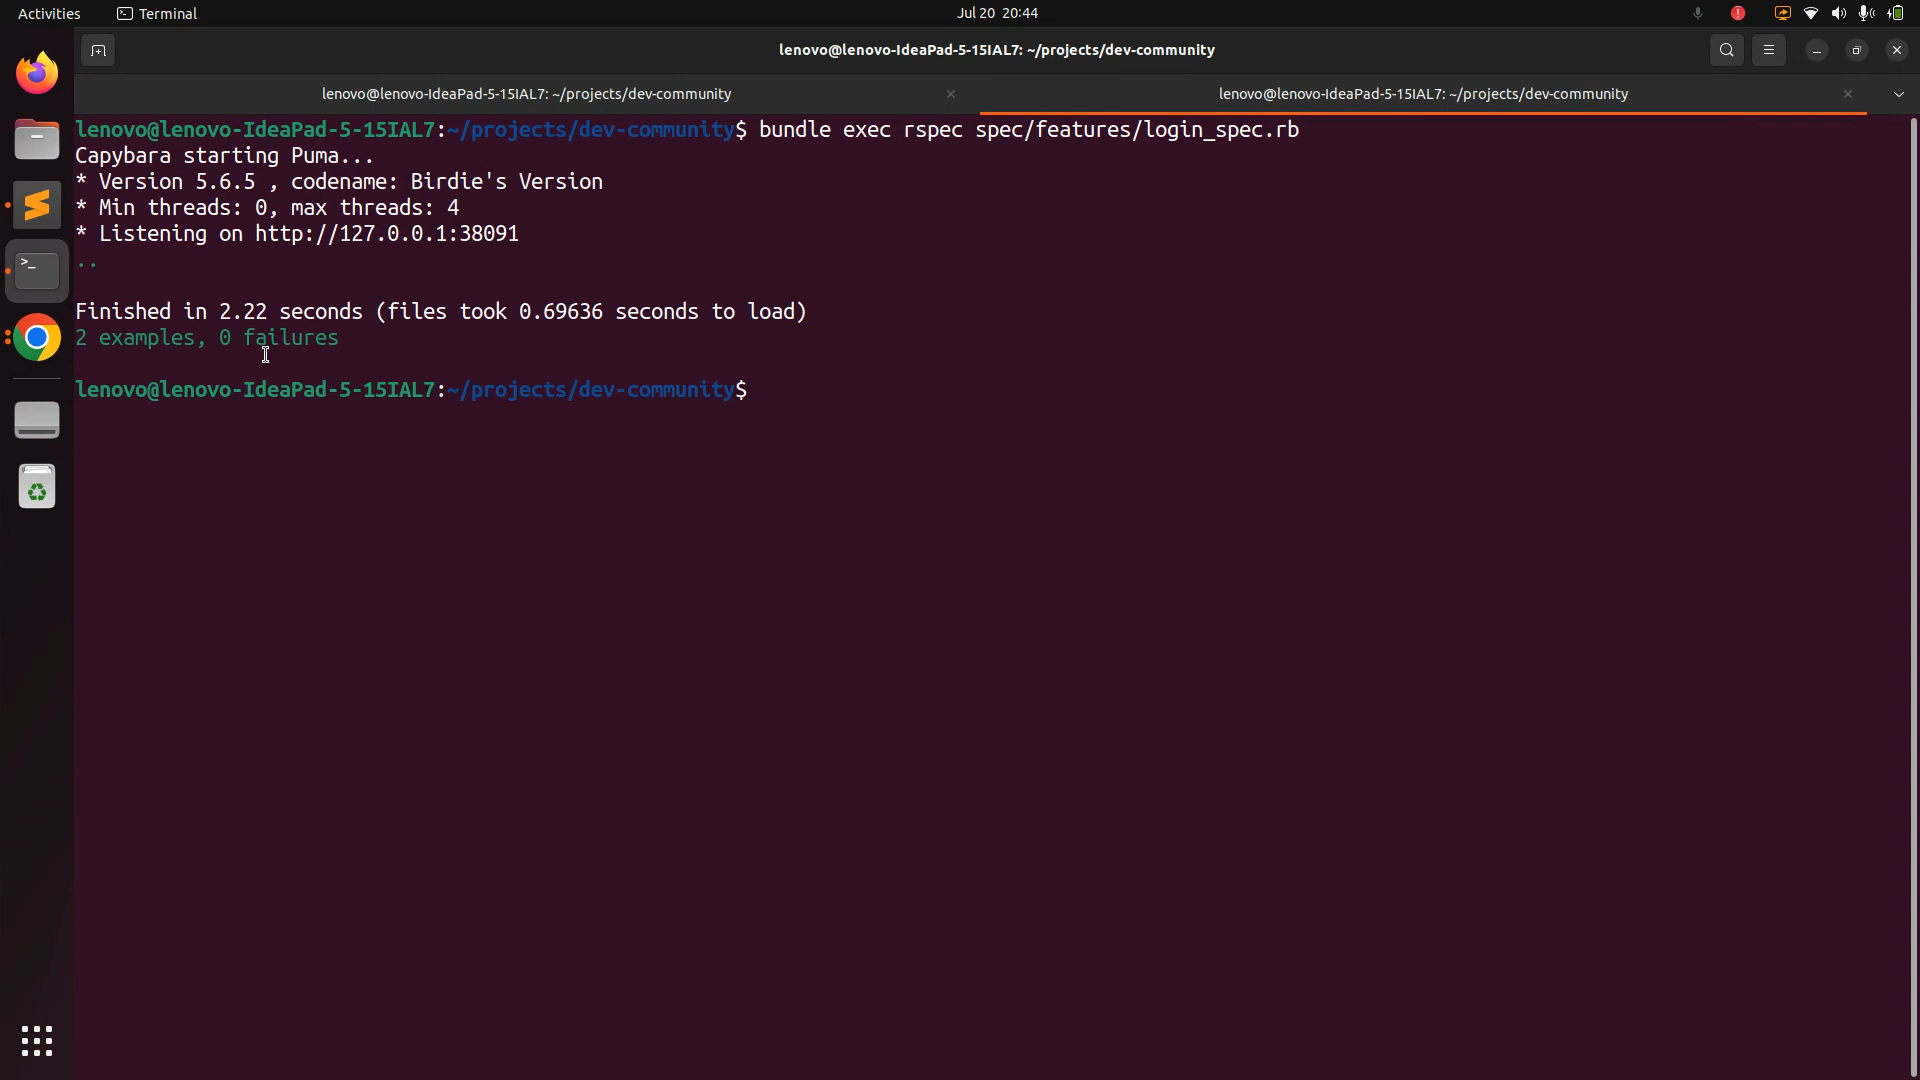 Activities
Terminal
Jul 20 20:44
lenovo@lenovo-IdeaPad-5-15IAL7: ~/projects/dev-community
lenovo@lenovo-IdeaPad-5-15IAL7: ~/projects/dev-community
lenovo@lenovo-IdeaPad-5-15IAL7: ~/projects/dev-community
lenovo@lenovo-IdeaPad-5-15IAL7:~/projects/dev-community$ bundle exec rspec spec/features/login_spec.rb
Capybara starting Puma...
* Version 5.6.5 , codename: Birdie's Version
* Min threads: 0, max threads: 4
* Listening on http://127.0.0.1:38091
..
Finished in 2.22 seconds (files took 0.69636 seconds to load)
2 examples, 0 failures
lenovo@lenovo-IdeaPad-5-15IAL7:~/projects/dev-community$